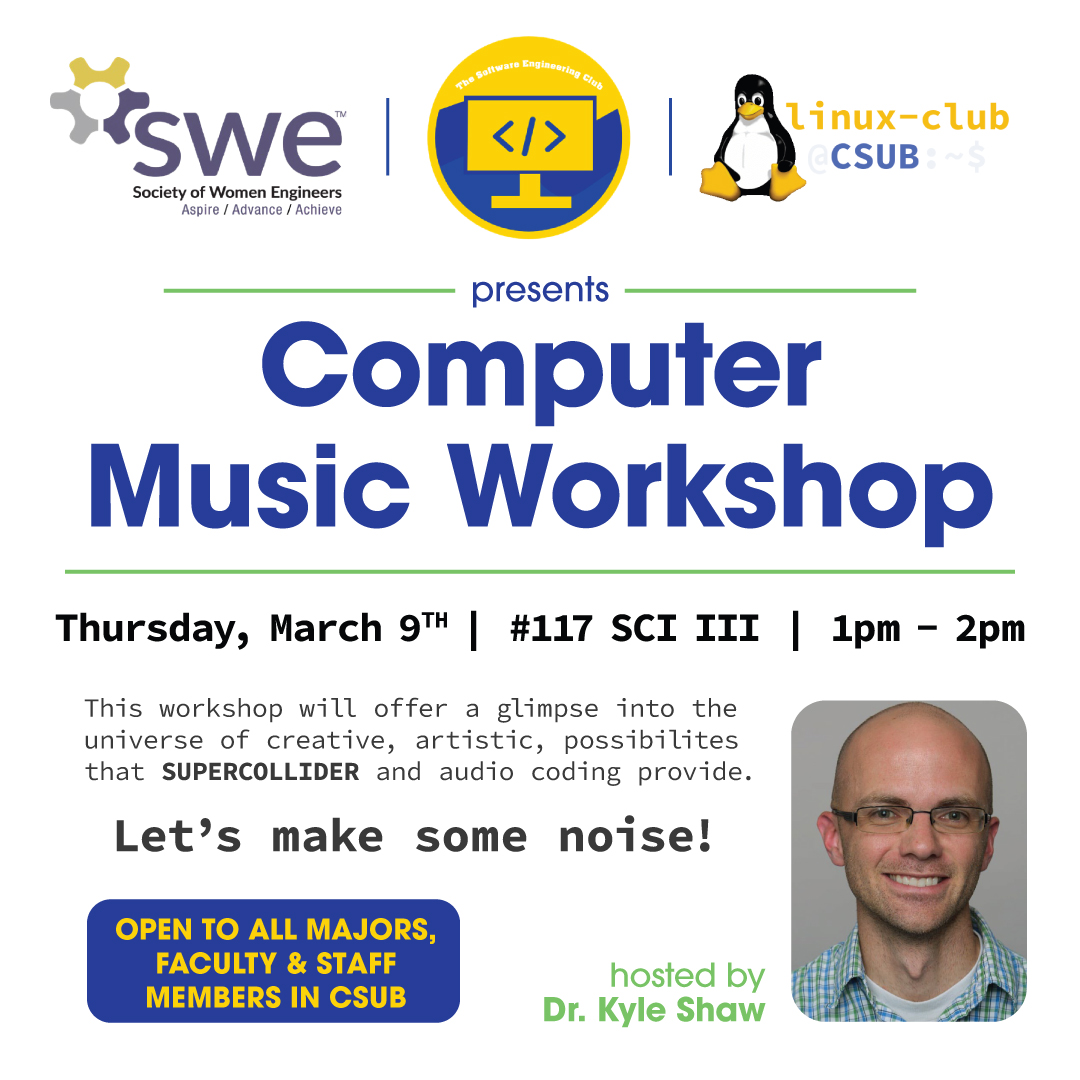 swe™
Society of Women Engineers
Aspire / Advance / Achieve
The Software Engineering Club
</>
linux-club
@CSUB:~$
presents
Computer
Music Workshop
Thursday, March 9TH | #117 SCI III | 1pm – 2pm
This workshop will offer a glimpse into the
universe of creative, artistic, possibilites
that SUPERCOLLIDER and audio coding provide.
Let’s make some noise!
OPEN TO ALL MAJORS,
FACULTY & STAFF
MEMBERS IN CSUB
hosted by
Dr. Kyle Shaw